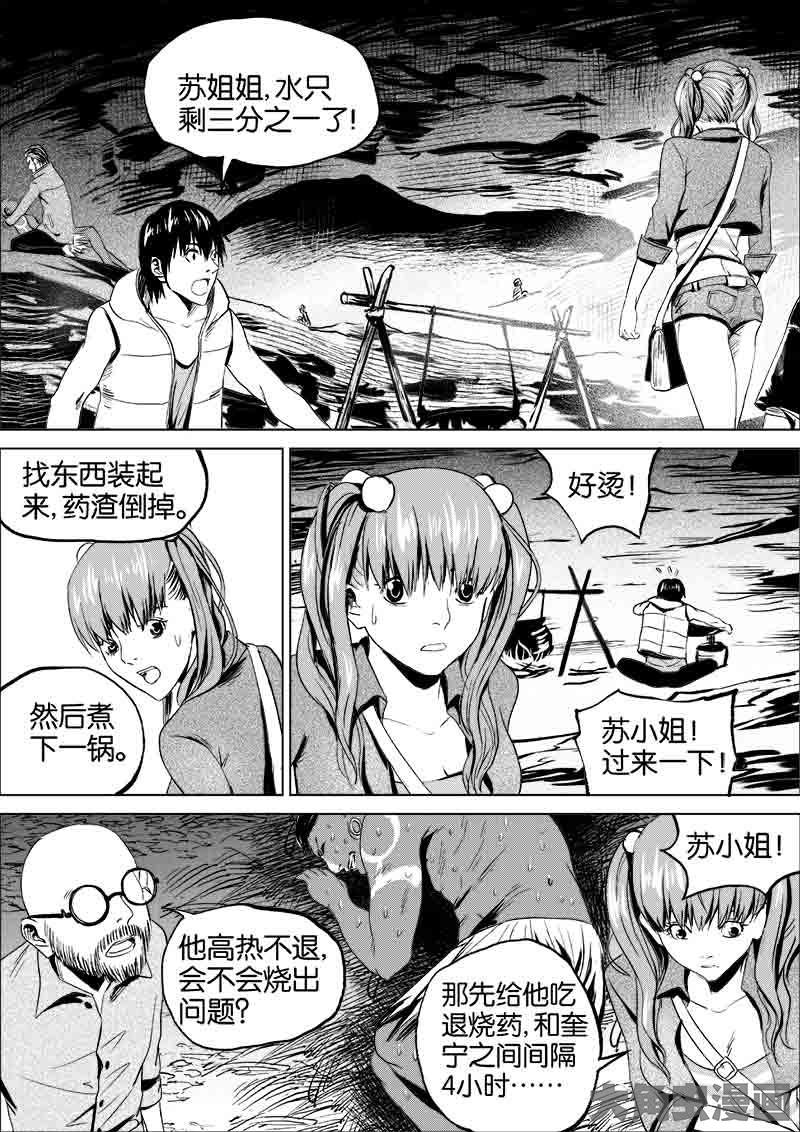 苏姐姐，水只
剩三分之一了！
找东西装起
来，药渣倒掉。
然后煮
下一锅。
好烫！
苏小姐！
过来一下！
他高热不退，
会不会烧出
问题？
那先给他吃
退烧药，和奎
宁之间间隔
4小时……
苏小姐！
漫画